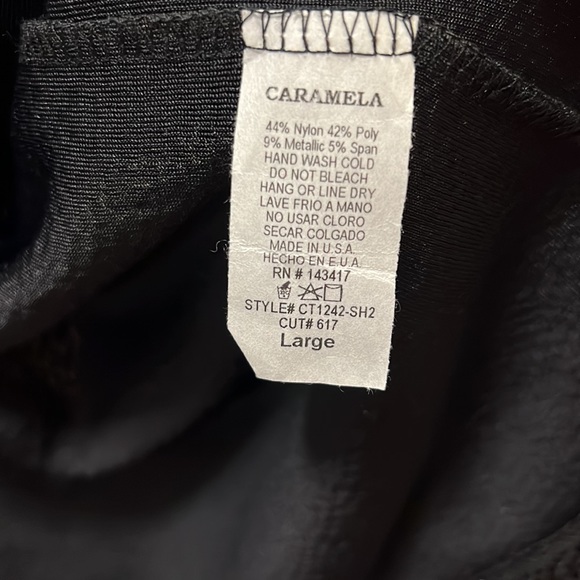 CARAMELA
44% Nylon 42% Poly
9% Metallic 5% Span
HAND WASH COLD
DO NOT BLEACH
HANG OR LINE DRY
LAVE FRIO A MANO
NO USAR CLORO
SECAR COLGADO
MADE IN U.S.A.
HECHO EN E.U.A.
RN # 143417
STYLE# CT1242-SH2
CUT# 617
Large